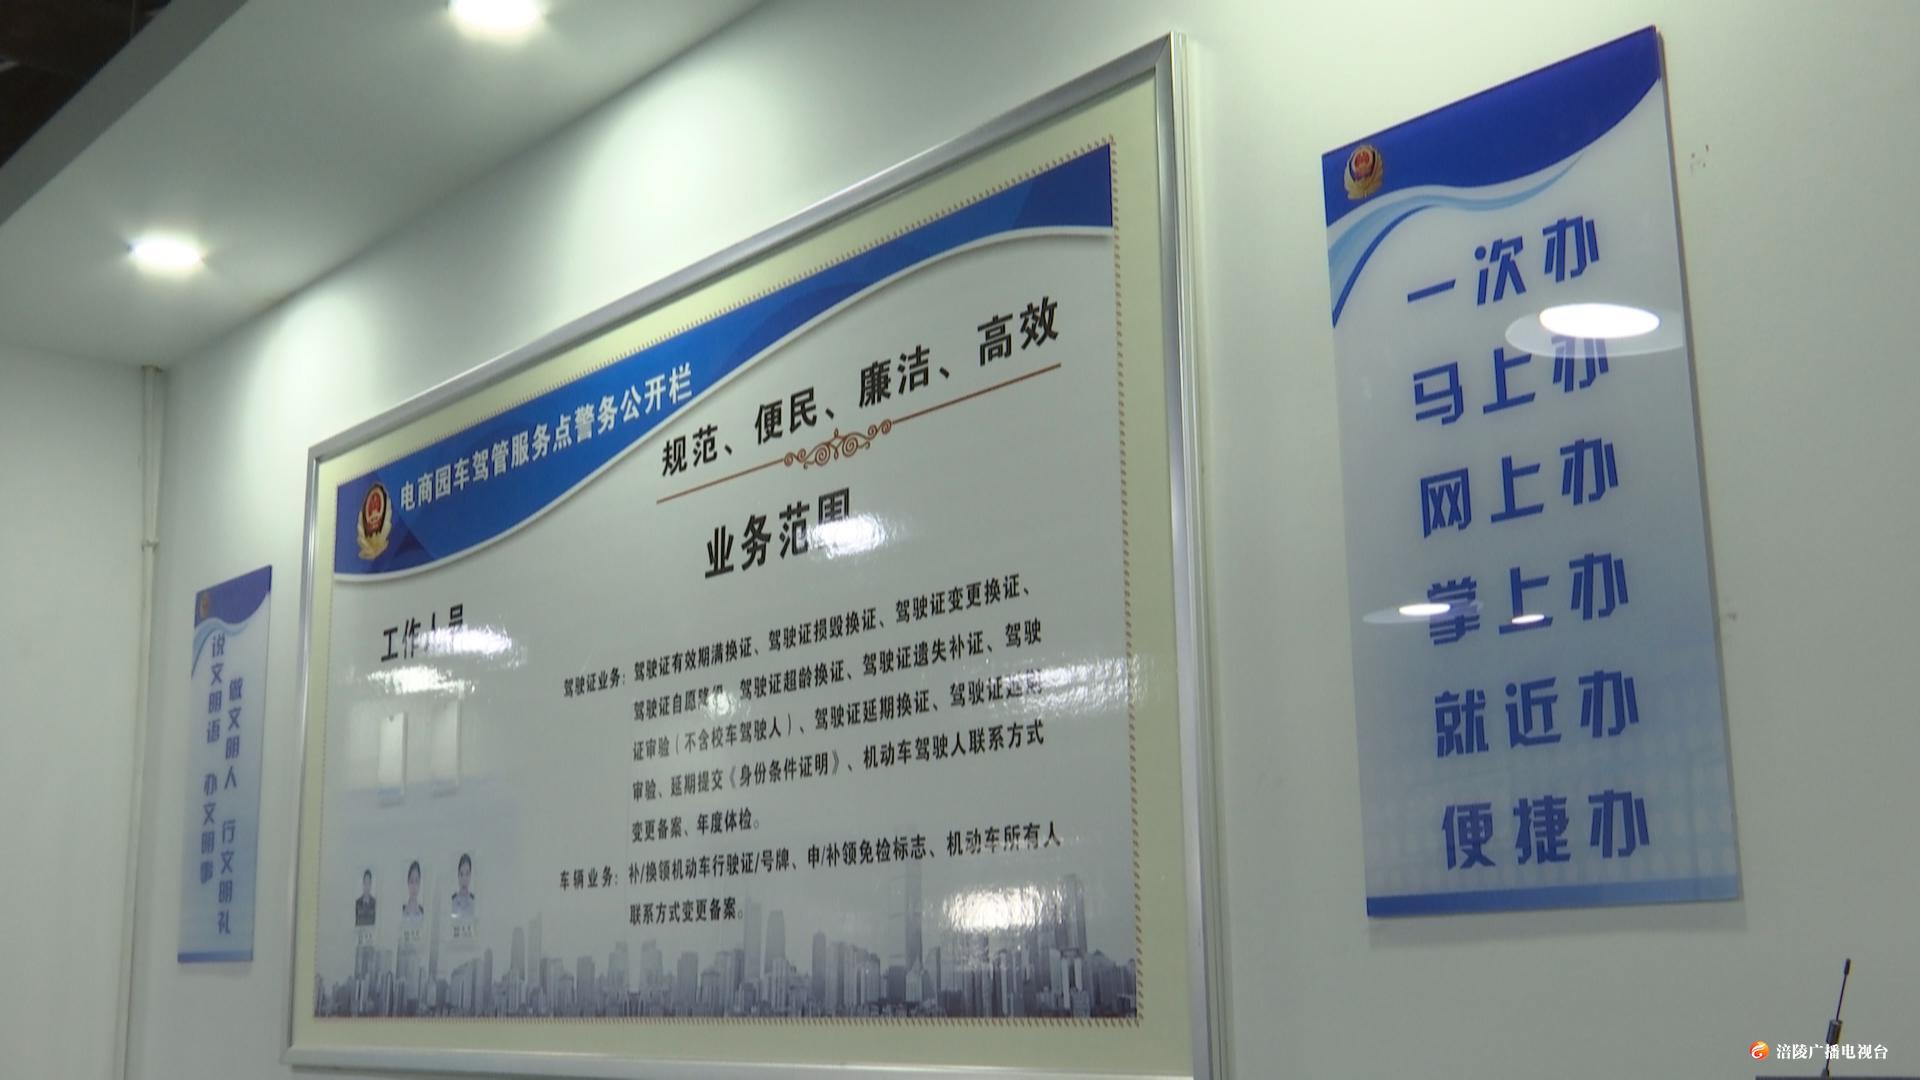 说文明语 办文明事
做文明人 行文明礼
电商园车驾管服务点警务公开栏
规范、便民、廉洁、高效
业务范围
工作人员
驾驶证业务：驾驶证有效期满换证、驾驶证损毁换证、驾驶证变更换证、
驾驶证自愿降级、驾驶证超龄换证、驾驶证遗失补证、驾驶
证审验（不含校车驾驶人）、驾驶证延期换证、驾驶证延期
审验、延期提交《身份条件证明》、机动车驾驶人联系方式
变更备案、年度体检。
车辆业务：补/换领机动车行驶证/号牌、申/补领免检标志、机动车所有人
联系方式变更备案。
一次办
马上办
网上办
掌上办
就近办
便捷办
涪陵广播电视台